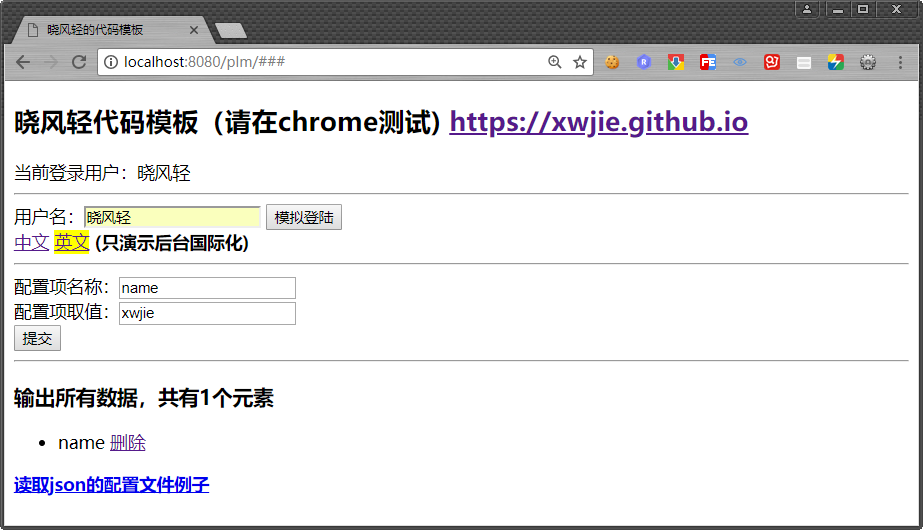 晓风轻的代码模板
localhost:8080/plm/###
晓风轻代码模板（请在chrome测试) https://xwjie.github.io
当前登录用户：晓风轻
用户名：晓风轻 模拟登陆
中文 英文 (只演示后台国际化)
配置项名称：name
配置项取值：xwjie
提交
输出所有数据，共有1个元素
• name 删除
读取json的配置文件例子